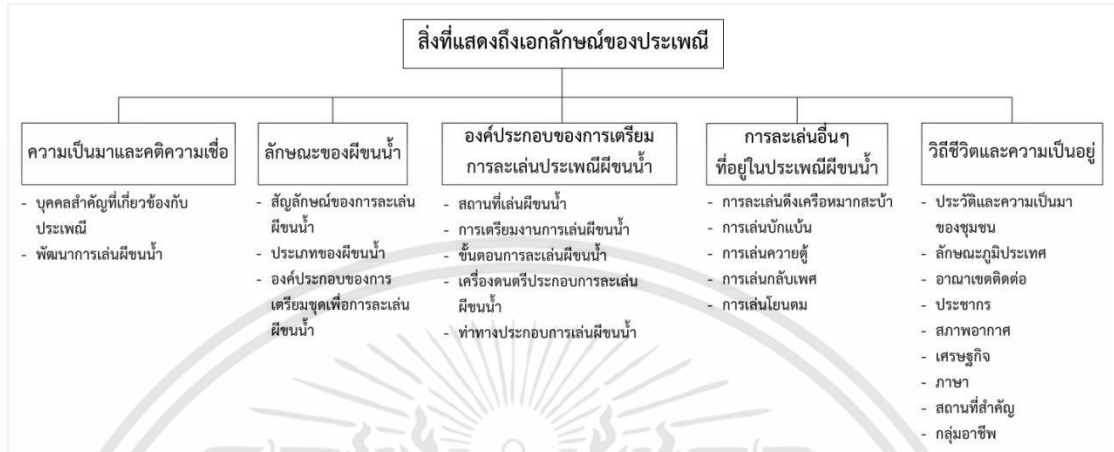 สิ่งที่แสดงถึงเอกลักษณ์ของประเพณี
ความเป็นมาและคติความเชื่อ
- บุคคลสำคัญที่เกี่ยวข้องกับ
ประเพณี
- พัฒนาการเล่นผีขนน้ำ
ลักษณะของผีขนน้ำ
- สัญลักษณ์ของการละเล่น
ผีขนน้ำ
- ประเภทของผีขนน้ำ
- องค์ประกอบของการ
เตรียมชุดเพื่อการละเล่น
ผีขนน้ำ
องค์ประกอบของการเตรียม
การละเล่นประเพณีผีขนน้ำ
- สถานที่เล่นผีขนน้ำ
- การเตรียมงานการเล่นผีขนน้ำ
- ขั้นตอนการละเล่นผีขนน้ำ
- เครื่องดนตรีประกอบการละเล่น
ผีขนน้ำ
- ท่าทางประกอบการเล่นผีขนน้ำ
การละเล่นอื่นๆ
ที่อยู่ในประเพณีผีขนน้ำ
- การละเล่นดึงเครือหมากสะบ้า
- การเล่นบักแบ้น
- การเล่นควายตู้
- การเล่นกลับเพศ
- การเล่นโยนตม
วิถีชีวิตและความเป็นอยู่
- ประวัติและความเป็นมา
ของชุมชน
- ลักษณะภูมิประเทศ
- อาณาเขตติดต่อ
- ประชากร
- สภาพอากาศ
- เศรษฐกิจ
- ภาษา
- สถานที่สำคัญ
- กลุ่มอาชีพ